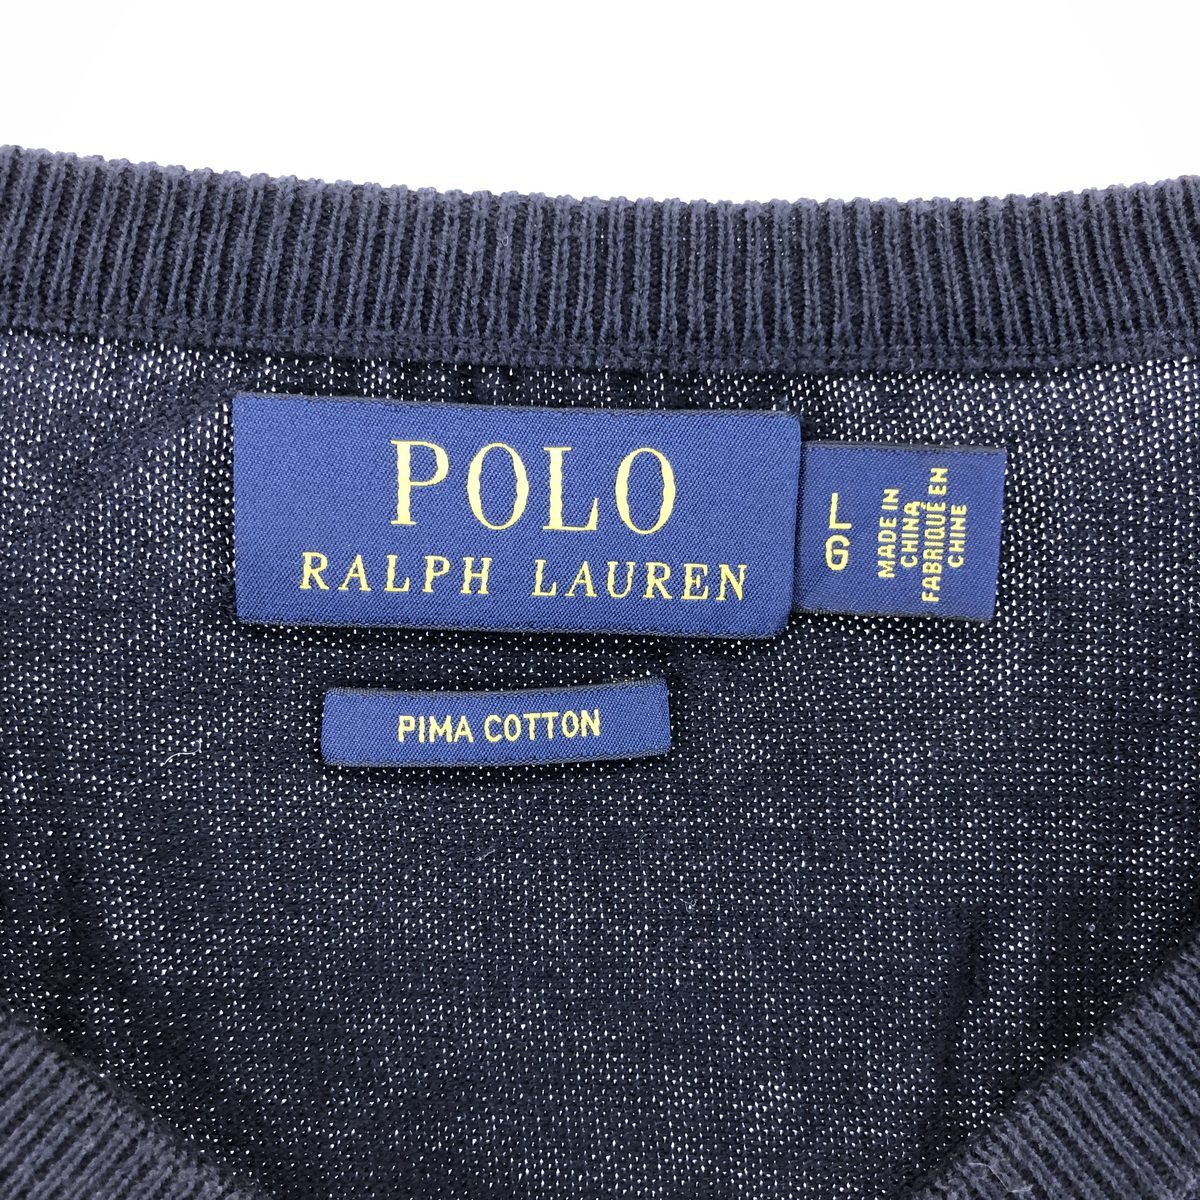 POLO
RALPH LAUREN
L
G
MADE IN
CHINA
FABRIQUÉ EN
CHINE
PIMA COTTON